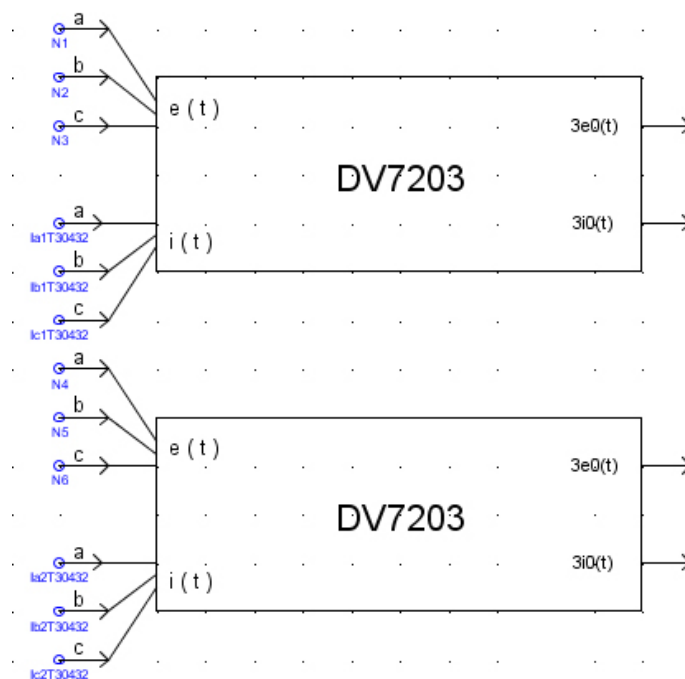 a
N1
b
N2
c
N3
e(t)
3e0(t)
DV7203
a
Ia1T30432
i(t)
3i0(t)
b
Ib1T30432
c
Ic1T30432
a
N4
b
N5
c
N6
e(t)
3e0(t)
DV7203
a
Ia2T30432
i(t)
3i0(t)
b
Ib2T30432
c
Ic2T30432